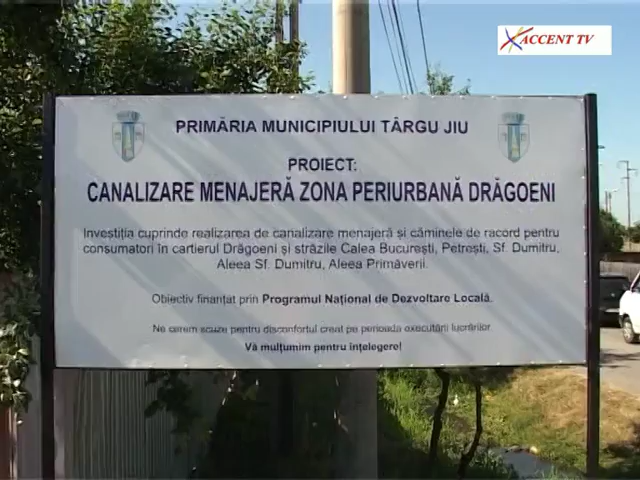 ACCENT TV
PRIMĂRIA MUNICIPIULUI TÂRGU JIU
PROIECT:
CANALIZARE MENAJERĂ ZONA PERIURBANĂ DRĂGOENI
Investiția cuprinde realizarea de canalizare menajeră și căminele de racord pentru
consumatori în cartierul Drăgoeni și străzile Calea București, Petrești, Sf. Dumitru,
Aleea Sf. Dumitru, Aleea Primăverii.
Obiectiv finanțat prin Programul Național de Dezvoltare Locală.
Ne cerem scuze pentru disconfortul creat pe perioada executării lucrărilor.
Vă mulțumim pentru înțelegere!